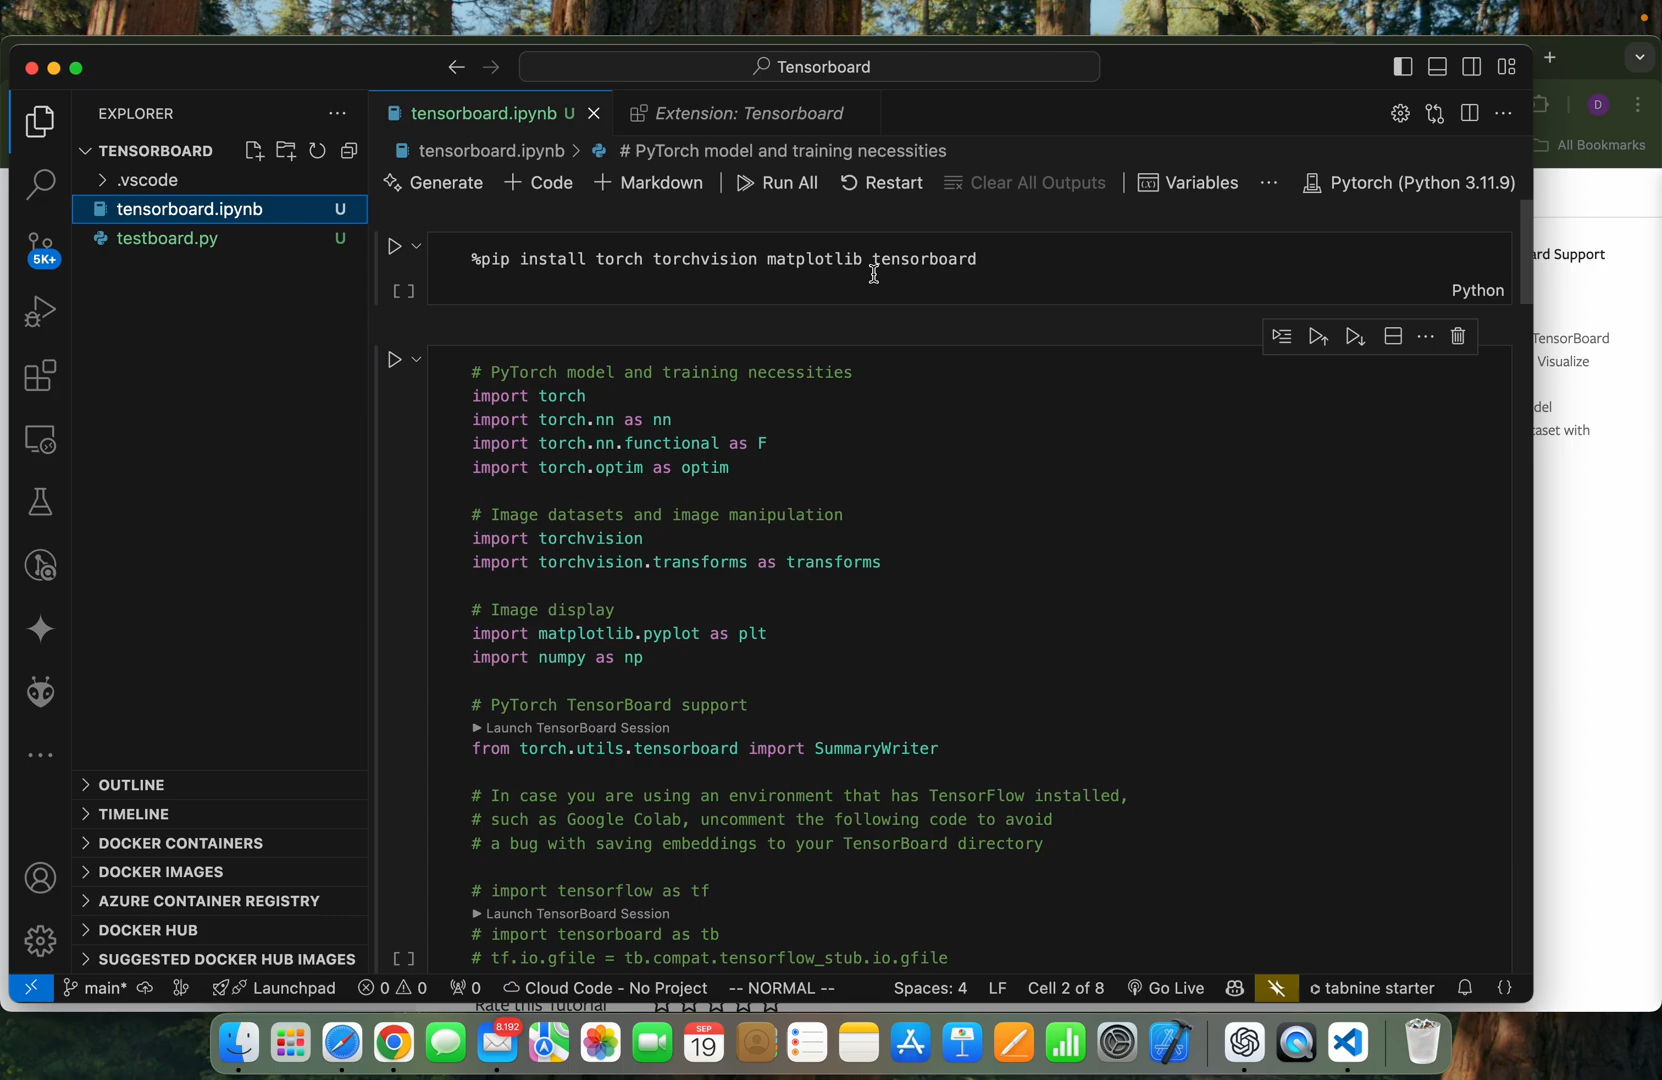 Tensorboard
EXPLORER
tensorboard.ipynb U
Extension: Tensorboard
D
All Bookmarks
TENSORBOARD
tensorboard.ipynb > # PyTorch model and training necessities
Generate + Code + Markdown Run All Restart Clear All Outputs Variables Pytorch (Python 3.11.9)
.vscode
tensorboard.ipynb U
testboard.py U
5K+
%pip install torch torchvision matplotlib tensorboard
[ ]
Python
# PyTorch model and training necessities
import torch
import torch.nn as nn
import torch.nn.functional as F
import torch.optim as optim
# Image datasets and image manipulation
import torchvision
import torchvision.transforms as transforms
# Image display
import matplotlib.pyplot as plt
import numpy as np
# PyTorch TensorBoard support
Launch TensorBoard Session
from torch.utils.tensorboard import SummaryWriter
# In case you are using an environment that has TensorFlow installed,
# such as Google Colab, uncomment the following code to avoid
# a bug with saving embeddings to your TensorBoard directory
# import tensorflow as tf
Launch TensorBoard Session
# import tensorboard as tb
# tf.io.gfile = tb.compat.tensorflow_stub.io.gfile
[ ]
ard Support
TensorBoard
Visualize
del
taset with
OUTLINE
TIMELINE
DOCKER CONTAINERS
DOCKER IMAGES
AZURE CONTAINER REGISTRY
DOCKER HUB
SUGGESTED DOCKER HUB IMAGES
main* Launchpad 0 0 0 Cloud Code - No Project -- NORMAL -- Spaces: 4 LF Cell 2 of 8 Go Live tabnine starter {}
Rate this Tutorial
8.192
SEP
19